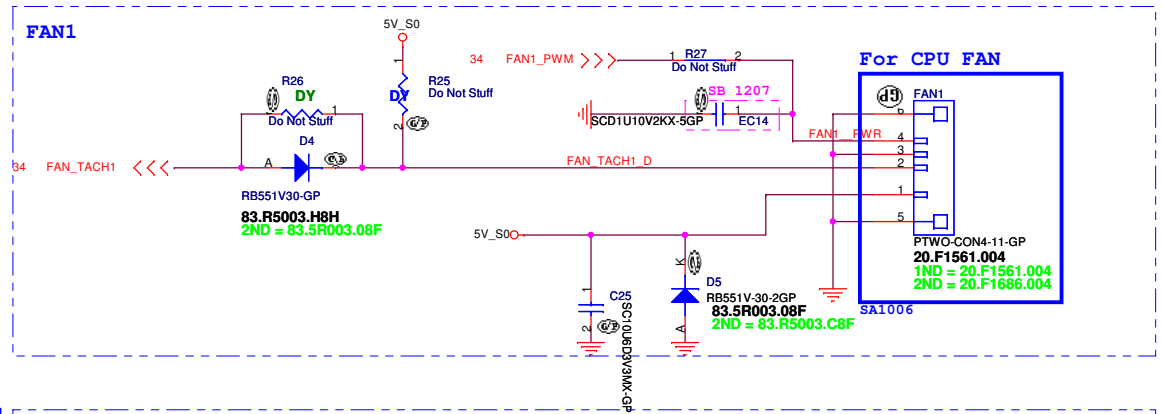 FAN1
5V_S0
34 FAN1_PWM
1 R27 2
Do Not Stuff
For CPU FAN
R26
DY
1
Do Not Stuff
1
R25
DY
Do Not Stuff
2
SB 1207
SCD1U10V2KX-5GP
1
EC14
FAN1
6
FAN1_PWR
4
3
2
1
5
34 FAN_TACH1
D4
A
FAN_TACH1_D
RB551V30-GP
83.R5003.H8H
2ND = 83.5R003.08F
5V_S0
1
C25
2
SC10U6D3V3MX-GP
K
D5
RB551V-30-2GP
83.5R003.08F
2ND = 83.R5003.C8F
A
PTWO-CON4-11-GP
20.F1561.004
1ND = 20.F1561.004
2ND = 20.F1686.004
SA1006